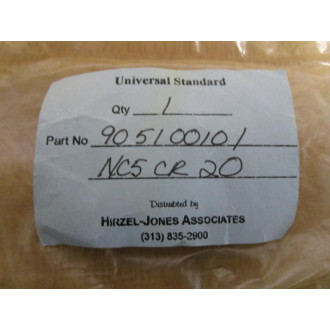 Universal Standard
Qty 1
Part No 905100101
NC5 CR 20
Distributed by
HIRZEL-JONES ASSOCIATES
(313) 835-2900